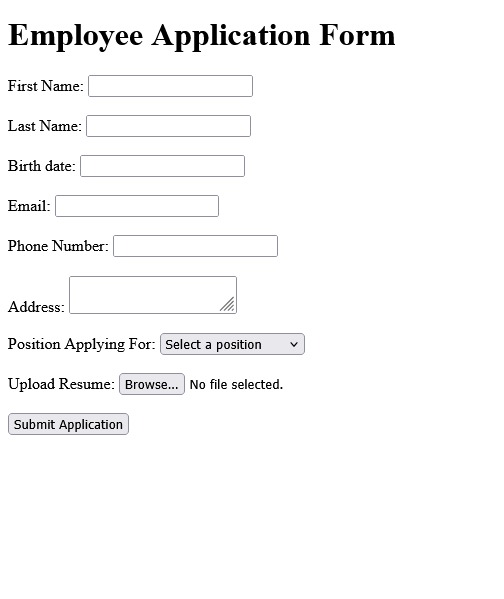 Employee Application Form
First Name:
Last Name:
Birth date:
Email:
Phone Number:
Address:
Position Applying For: Select a position
Upload Resume: Browse... No file selected.
Submit Application